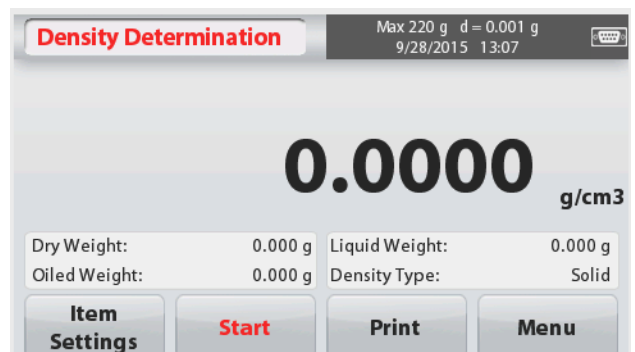 Density Determination
Max 220 g d = 0.001 g
9/28/2015 13:07
0.0000
g/cm3
Dry Weight: 0.000 g Liquid Weight: 0.000 g
Oiled Weight: 0.000 g Density Type: Solid
Item
Settings
Start
Print
Menu